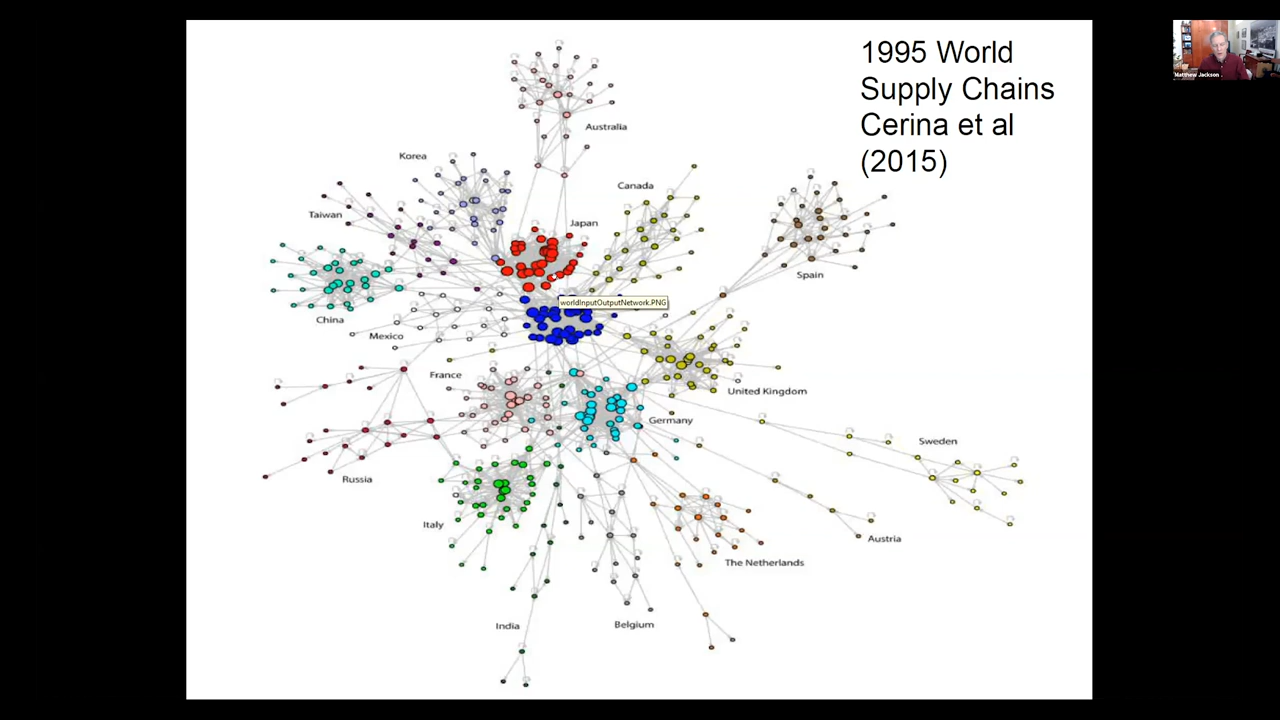 1995 World
Supply Chains
Cerina et al
(2015)
Matthew Jackson
Australia
Korea
Canada
Taiwan
Japan
Spain
workdInputOutputNetwork.PNG
China
Mexico
France
United Kingdom
Germany
Sweden
Russia
Italy
Austria
The Netherlands
India
Belgium